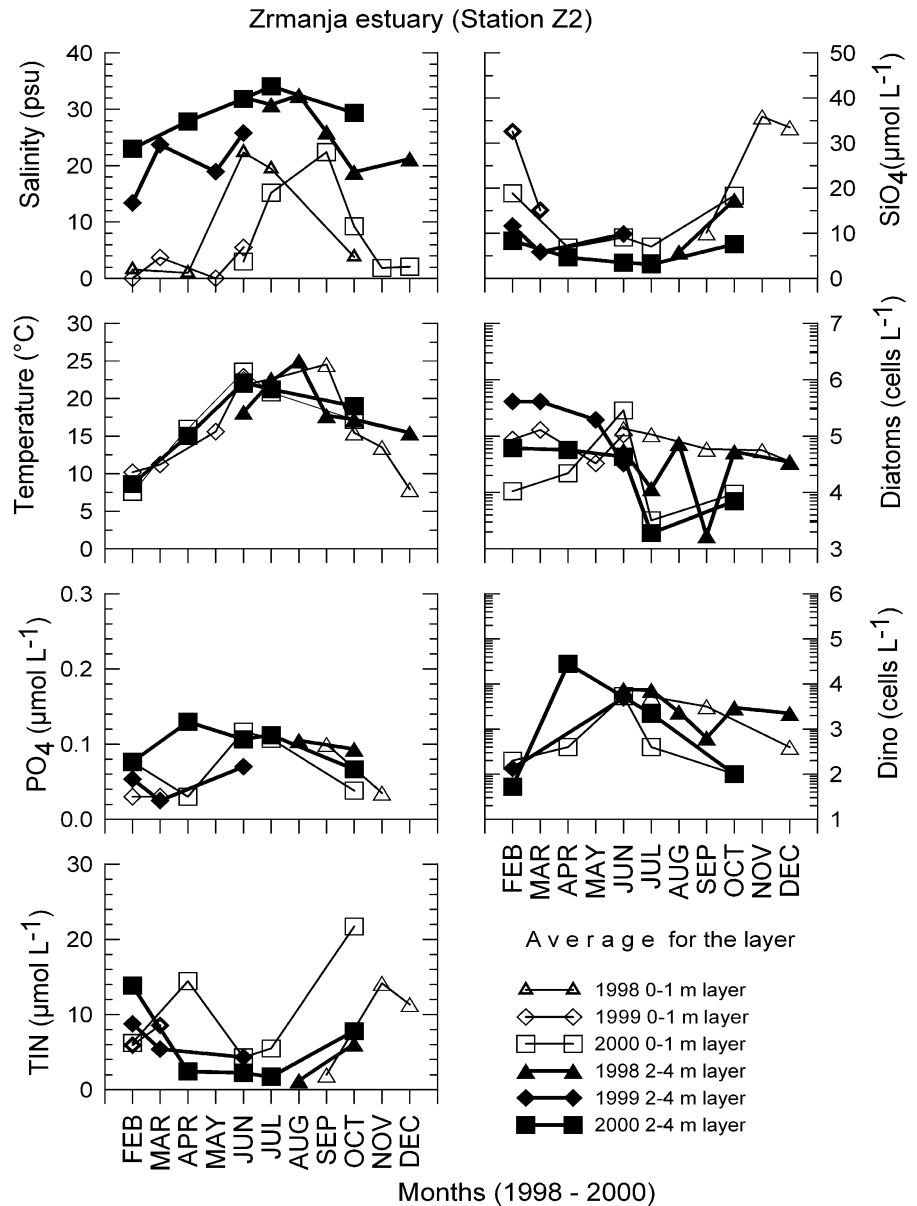 Zrmanja estuary (Station Z2)
Salinity (psu)
40
30
20
10
0
50
40
30
20
10
0
SiO4(µmol L-1)
Temperature (°C)
30
25
20
15
10
5
0
7
6
5
4
3
Diatoms (cells L-1)
PO4 (µmol L-1)
0.3
0.2
0.1
0.0
6
5
4
3
2
1
Dino (cells L-1)
FEB
MAR
APR
MAY
JUN
JUL
AUG
SEP
OCT
NOV
DEC
TIN (µmol L-1)
30
20
10
0
FEB
MAR
APR
MAY
JUN
JUL
AUG
SEP
OCT
NOV
DEC
Months (1998 - 2000)
Average for the layer
1998 0-1 m layer
1999 0-1 m layer
2000 0-1 m layer
1998 2-4 m layer
1999 2-4 m layer
2000 2-4 m layer